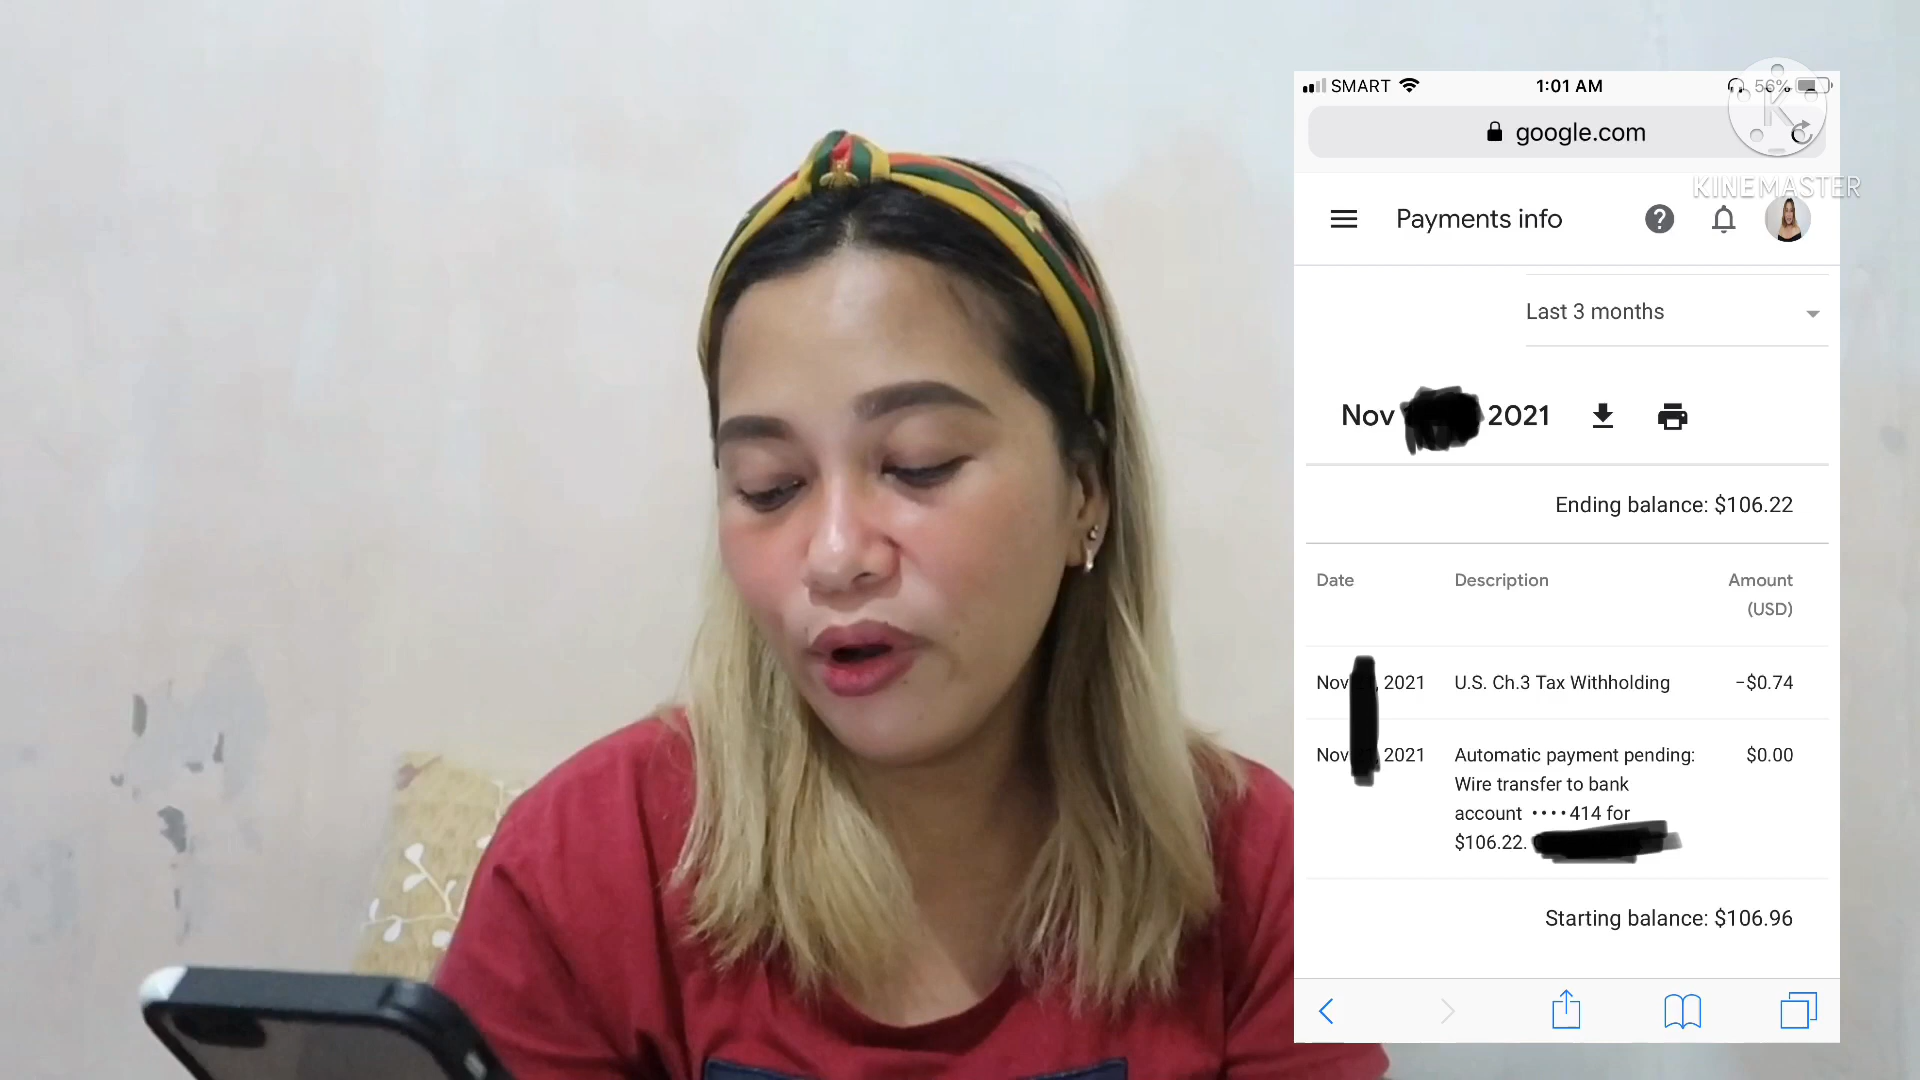 SMART 1:01 AM 56%
google.com
KINEMASTER
Payments info
Last 3 months
Nov 2021
Ending balance: $106.22
Date Description Amount
(USD)
Nov , 2021 U.S. Ch.3 Tax Withholding -$0.74
Nov , 2021 Automatic payment pending: $0.00
Wire transfer to bank
account ••••414 for
$106.22.
Starting balance: $106.96